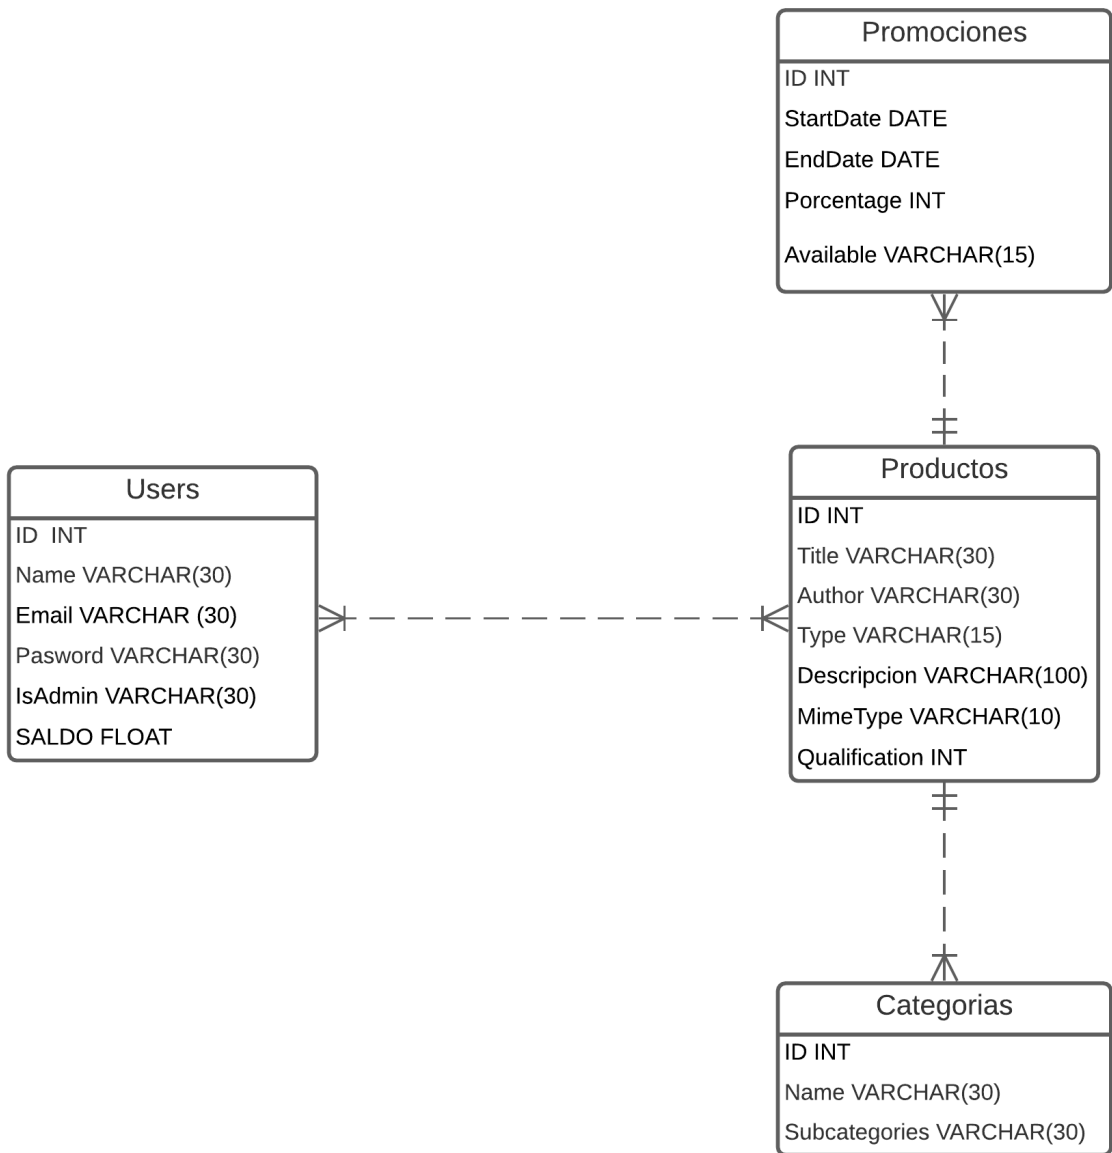 Promociones
ID INT
StartDate DATE
EndDate DATE
Porcentage INT
Available VARCHAR(15)
Users
ID  INT
Name VARCHAR(30)
Email VARCHAR (30)
Pasword VARCHAR(30)
IsAdmin VARCHAR(30)
SALDO FLOAT
Productos
ID INT
Title VARCHAR(30)
Author VARCHAR(30)
Type VARCHAR(15)
Descripcion VARCHAR(100)
MimeType VARCHAR(10)
Qualification INT
Categorias
ID INT
Name VARCHAR(30)
Subcategories VARCHAR(30)